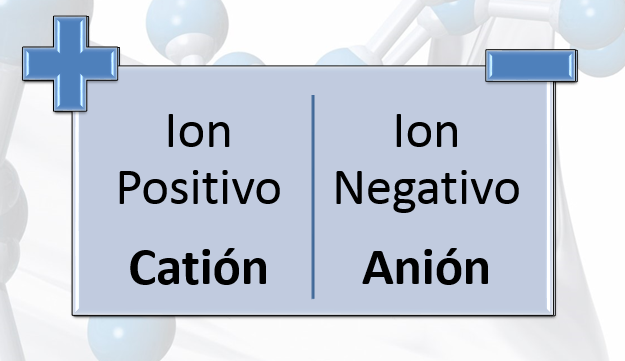 Ion
Positivo
Catión
Ion
Negativo
Anión